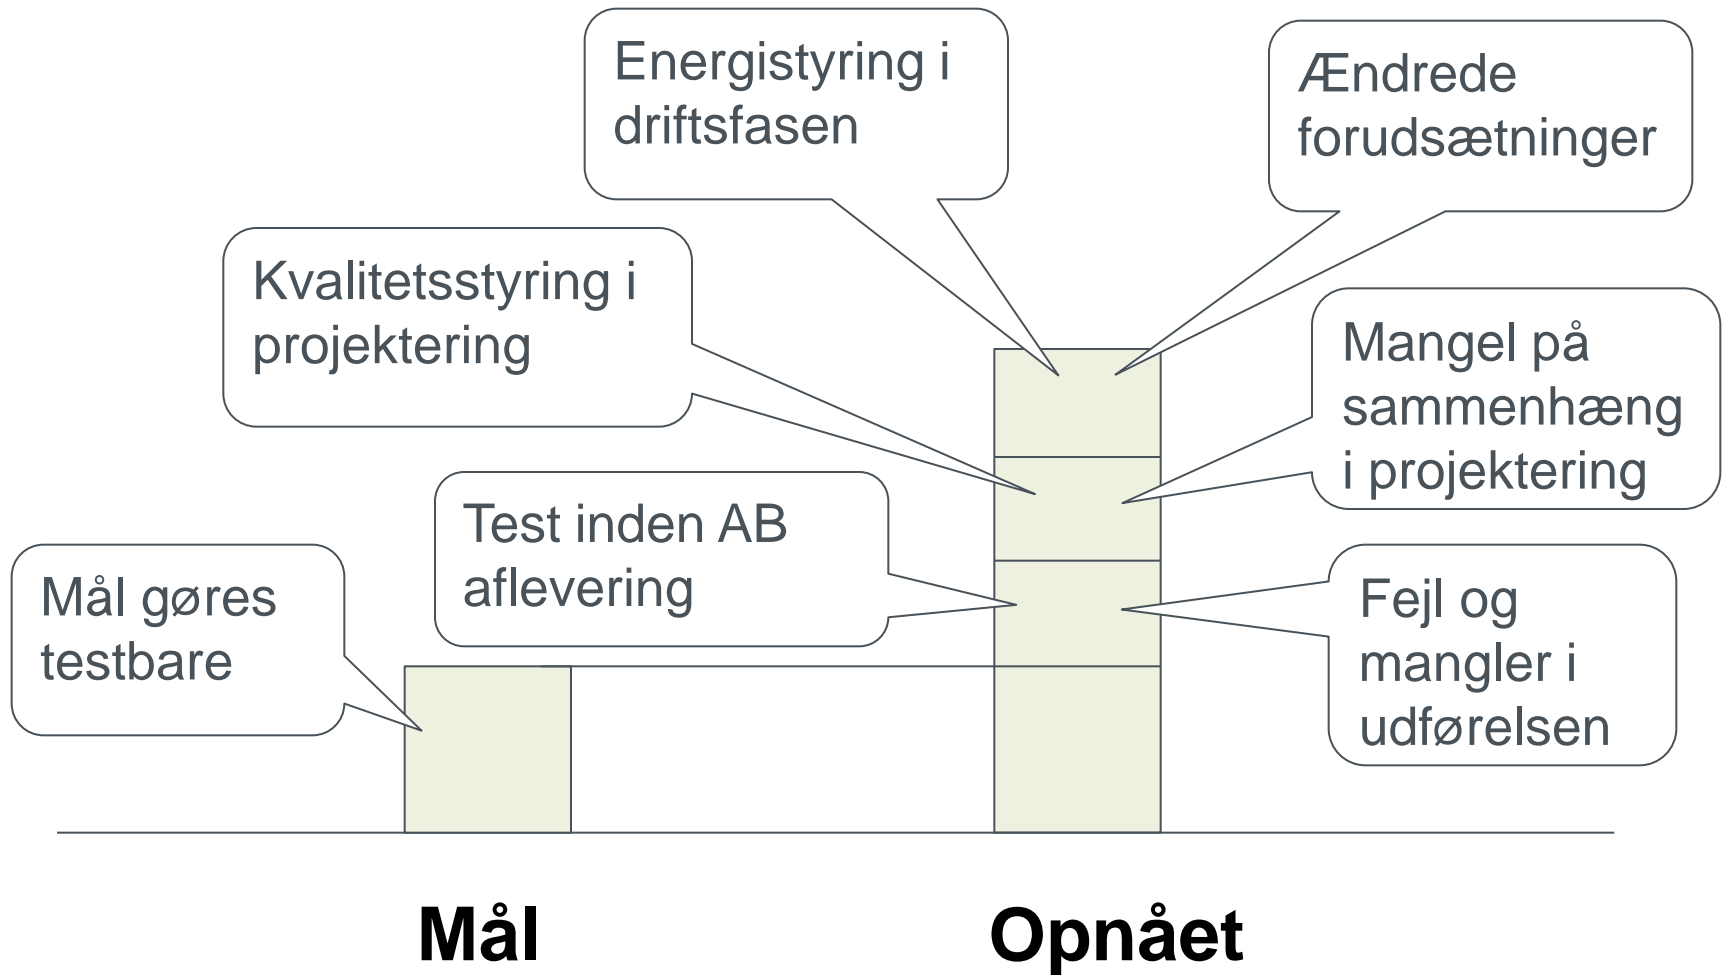 Energistyring i
driftsfasen
Ændrede
forudsætninger
Kvalitetsstyring i
projektering
Mangel på
sammenhæng
i projektering
Test inden AB
aflevering
Mål gøres
testbare
Fejl og
mangler i
udførelsen
Mål
Opnået